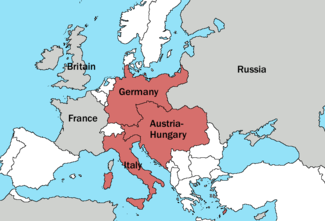 Britain
Russia
Germany
France
Austria-
Hungary
Italy